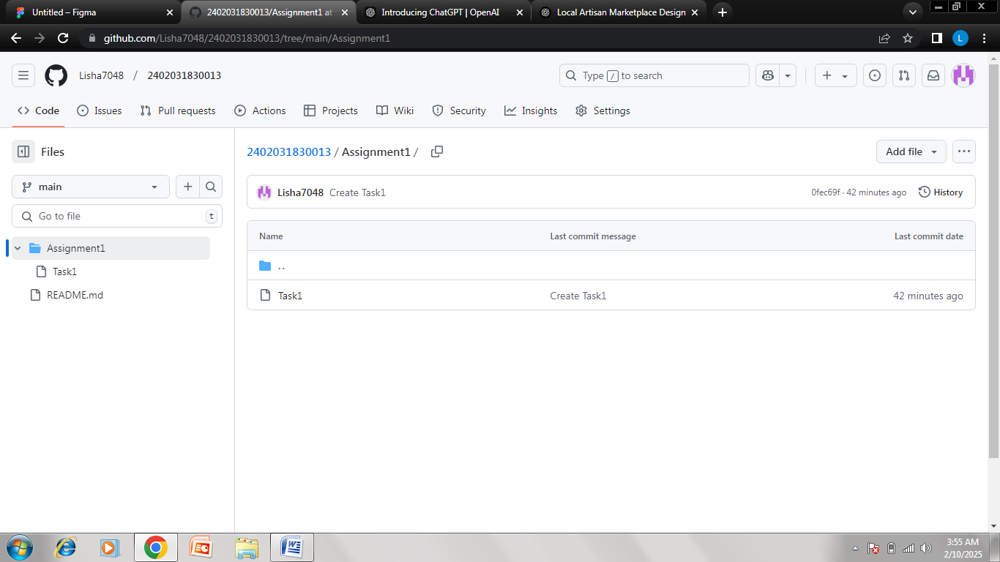 Untitled – Figma
2402031830013/Assignment1 at
Introducing ChatGPT | OpenAI
Local Artisan Marketplace Design
github.com/Lisha7048/2402031830013/tree/main/Assignment1
L
Lisha7048 / 2402031830013
Type / to search
Code
Issues
Pull requests
Actions
Projects
Wiki
Security
Insights
Settings
Files
main
Go to file
t
Assignment1
Task1
README.md
2402031830013 / Assignment1 /
Add file
Lisha7048 Create Task1
0fec69f · 42 minutes ago
History
Name
Last commit message
Last commit date
..
Task1
Create Task1
42 minutes ago
3:55 AM
2/10/2025